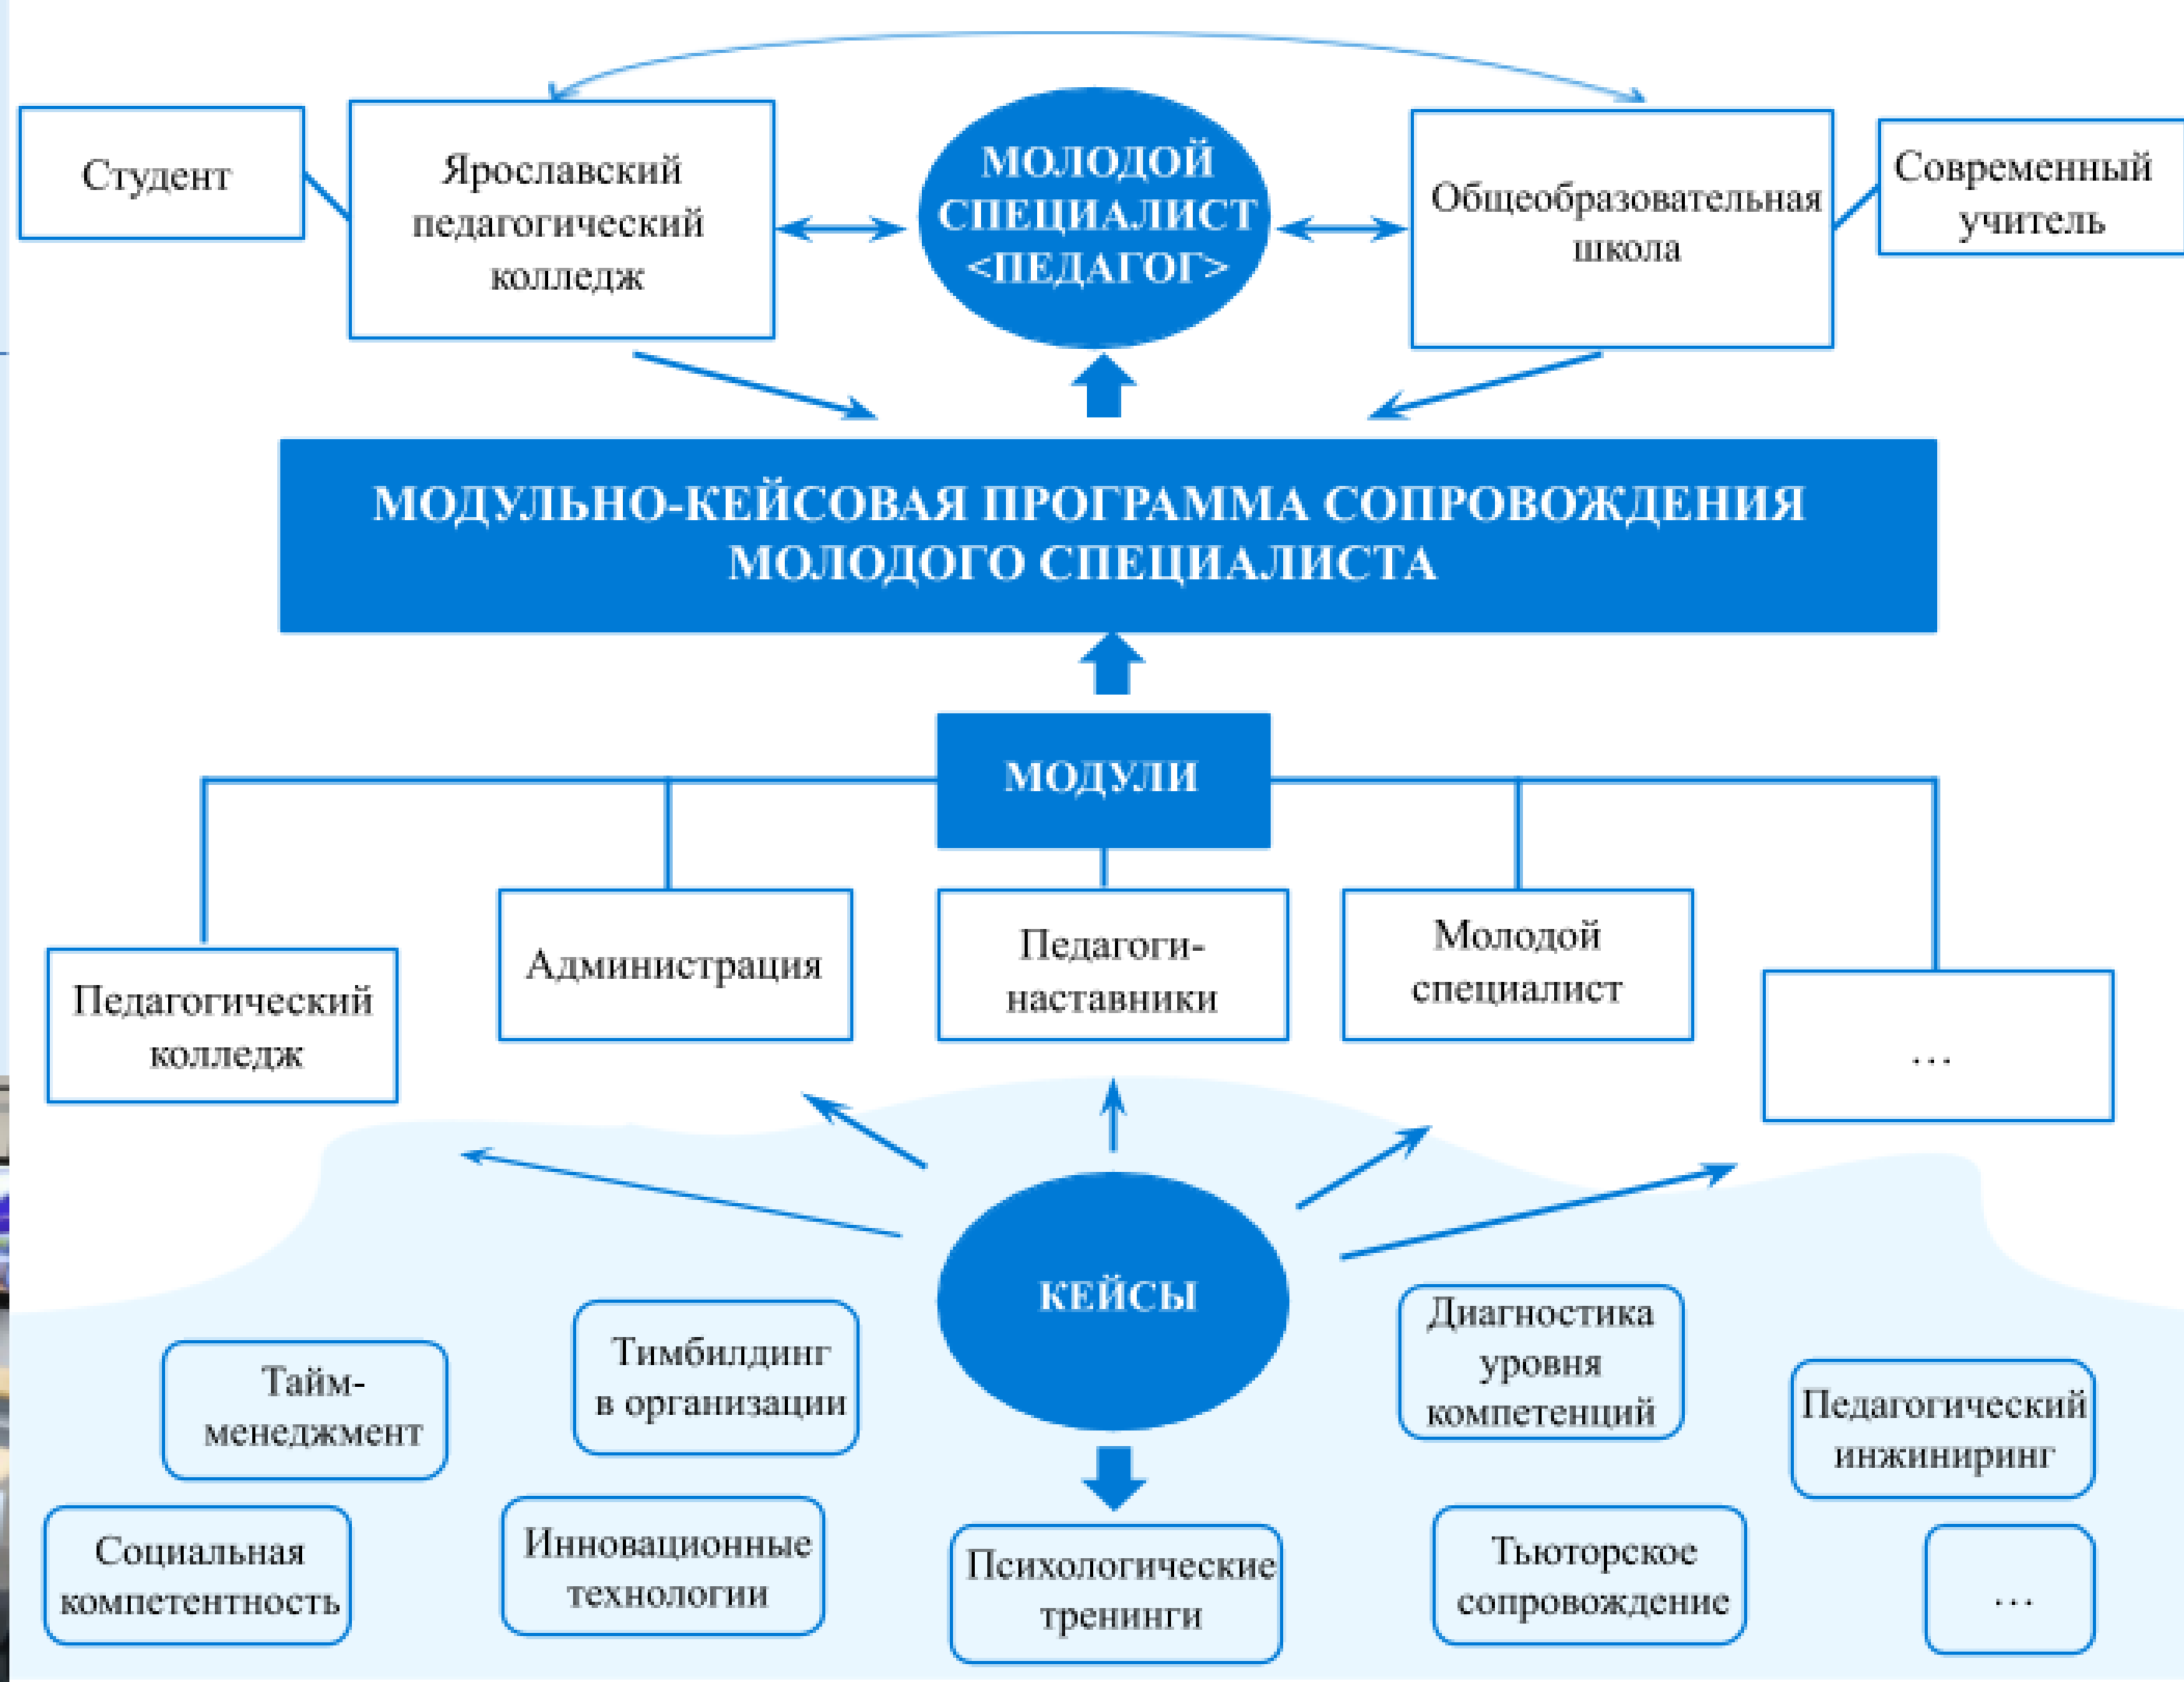 Студент
Ярославский
педагогический
колледж
МОЛОДОЙ
СПЕЦИАЛИСТ
<ПЕДАГОГ>
Общеобразовательная
школа
Современный
учитель
МОДУЛЬНО-КЕЙСОВАЯ ПРОГРАММА СОПРОВОЖДЕНИЯ
МОЛОДОГО СПЕЦИАЛИСТА
МОДУЛИ
Педагогический
колледж
Администрация
Педагоги-
наставники
Молодой
специалист
...
КЕЙСЫ
Тайм-
менеджмент
Тимбилдинг
в организации
Диагностика
уровня
компетенций
Педагогический
инжиниринг
Социальная
компетентность
Инновационные
технологии
Психологические
тренинги
Тьюторское
сопровождение
...